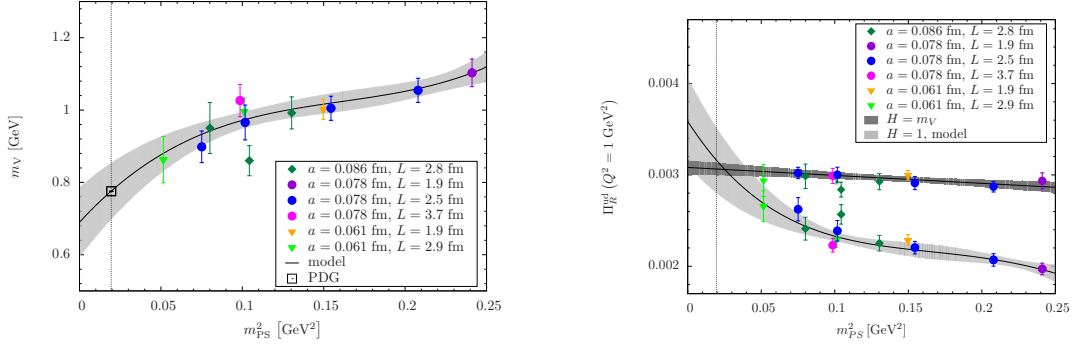 1.2
1
0.8
0.6
m_V [GeV]
0
0.05
0.1
0.15
0.2
0.25
m²_PS [GeV²]
a = 0.086 fm, L = 2.8 fm
a = 0.078 fm, L = 1.9 fm
a = 0.078 fm, L = 2.5 fm
a = 0.078 fm, L = 3.7 fm
a = 0.061 fm, L = 1.9 fm
a = 0.061 fm, L = 2.9 fm
model
PDG
0.004
0.003
0.002
Π^ud_R (Q² = 1 GeV²)
0
0.05
0.1
0.15
0.2
0.25
m²_PS [GeV²]
a = 0.086 fm, L = 2.8 fm
a = 0.078 fm, L = 1.9 fm
a = 0.078 fm, L = 2.5 fm
a = 0.078 fm, L = 3.7 fm
a = 0.061 fm, L = 1.9 fm
a = 0.061 fm, L = 2.9 fm
H = m_V
H = 1, model